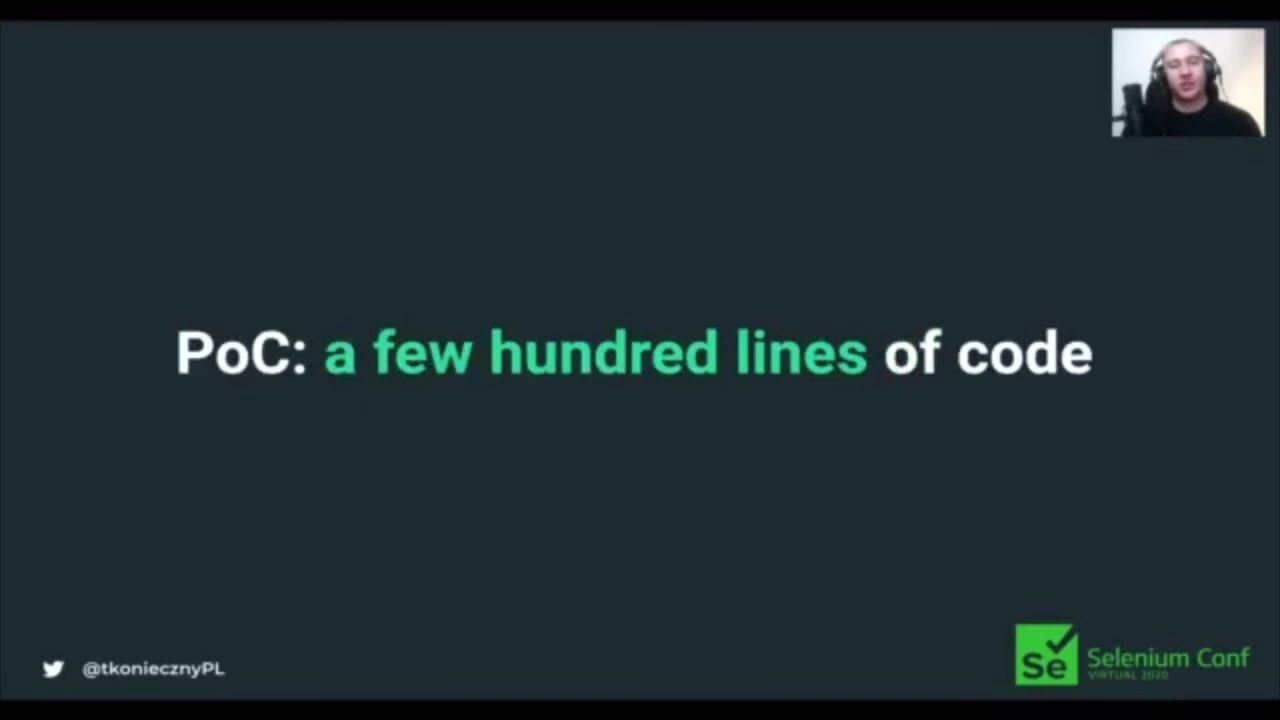 PoC: a few hundred lines of code
@tkoniecznyPL
Se
Selenium Conf
VIRTUAL 2020